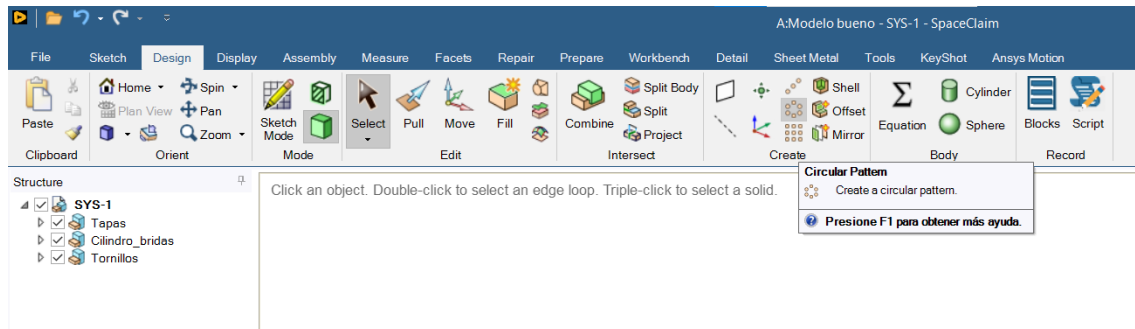 A:Modelo bueno - SYS-1 - SpaceClaim
File Sketch Design Display Assembly Measure Facets Repair Prepare Workbench Detail Sheet Metal Tools KeyShot Ansys Motion
Home Spin Split Body Shell Cylinder
Plan View Pan Split Offset
Paste Zoom Sketch Mode Select Pull Move Fill Combine Project Mirror Equation Sphere Blocks Script
Clipboard Orient Mode Edit Intersect Create Body Record
Circular Pattern
Create a circular pattern.
Presione F1 para obtener más ayuda.
Structure
Click an object. Double-click to select an edge loop. Triple-click to select a solid.
SYS-1
Tapas
Cilindro_bridas
Tornillos